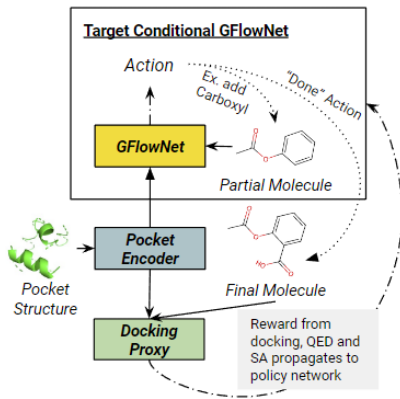 Target Conditional GFlowNet
Action
Ex. add
Carboxyl
"Done" Action
GFlowNet
Partial Molecule
Pocket
Encoder
Pocket
Structure
HO
Final Molecule
Docking
Proxy
Reward from
docking, QED and
SA propagates to
policy network